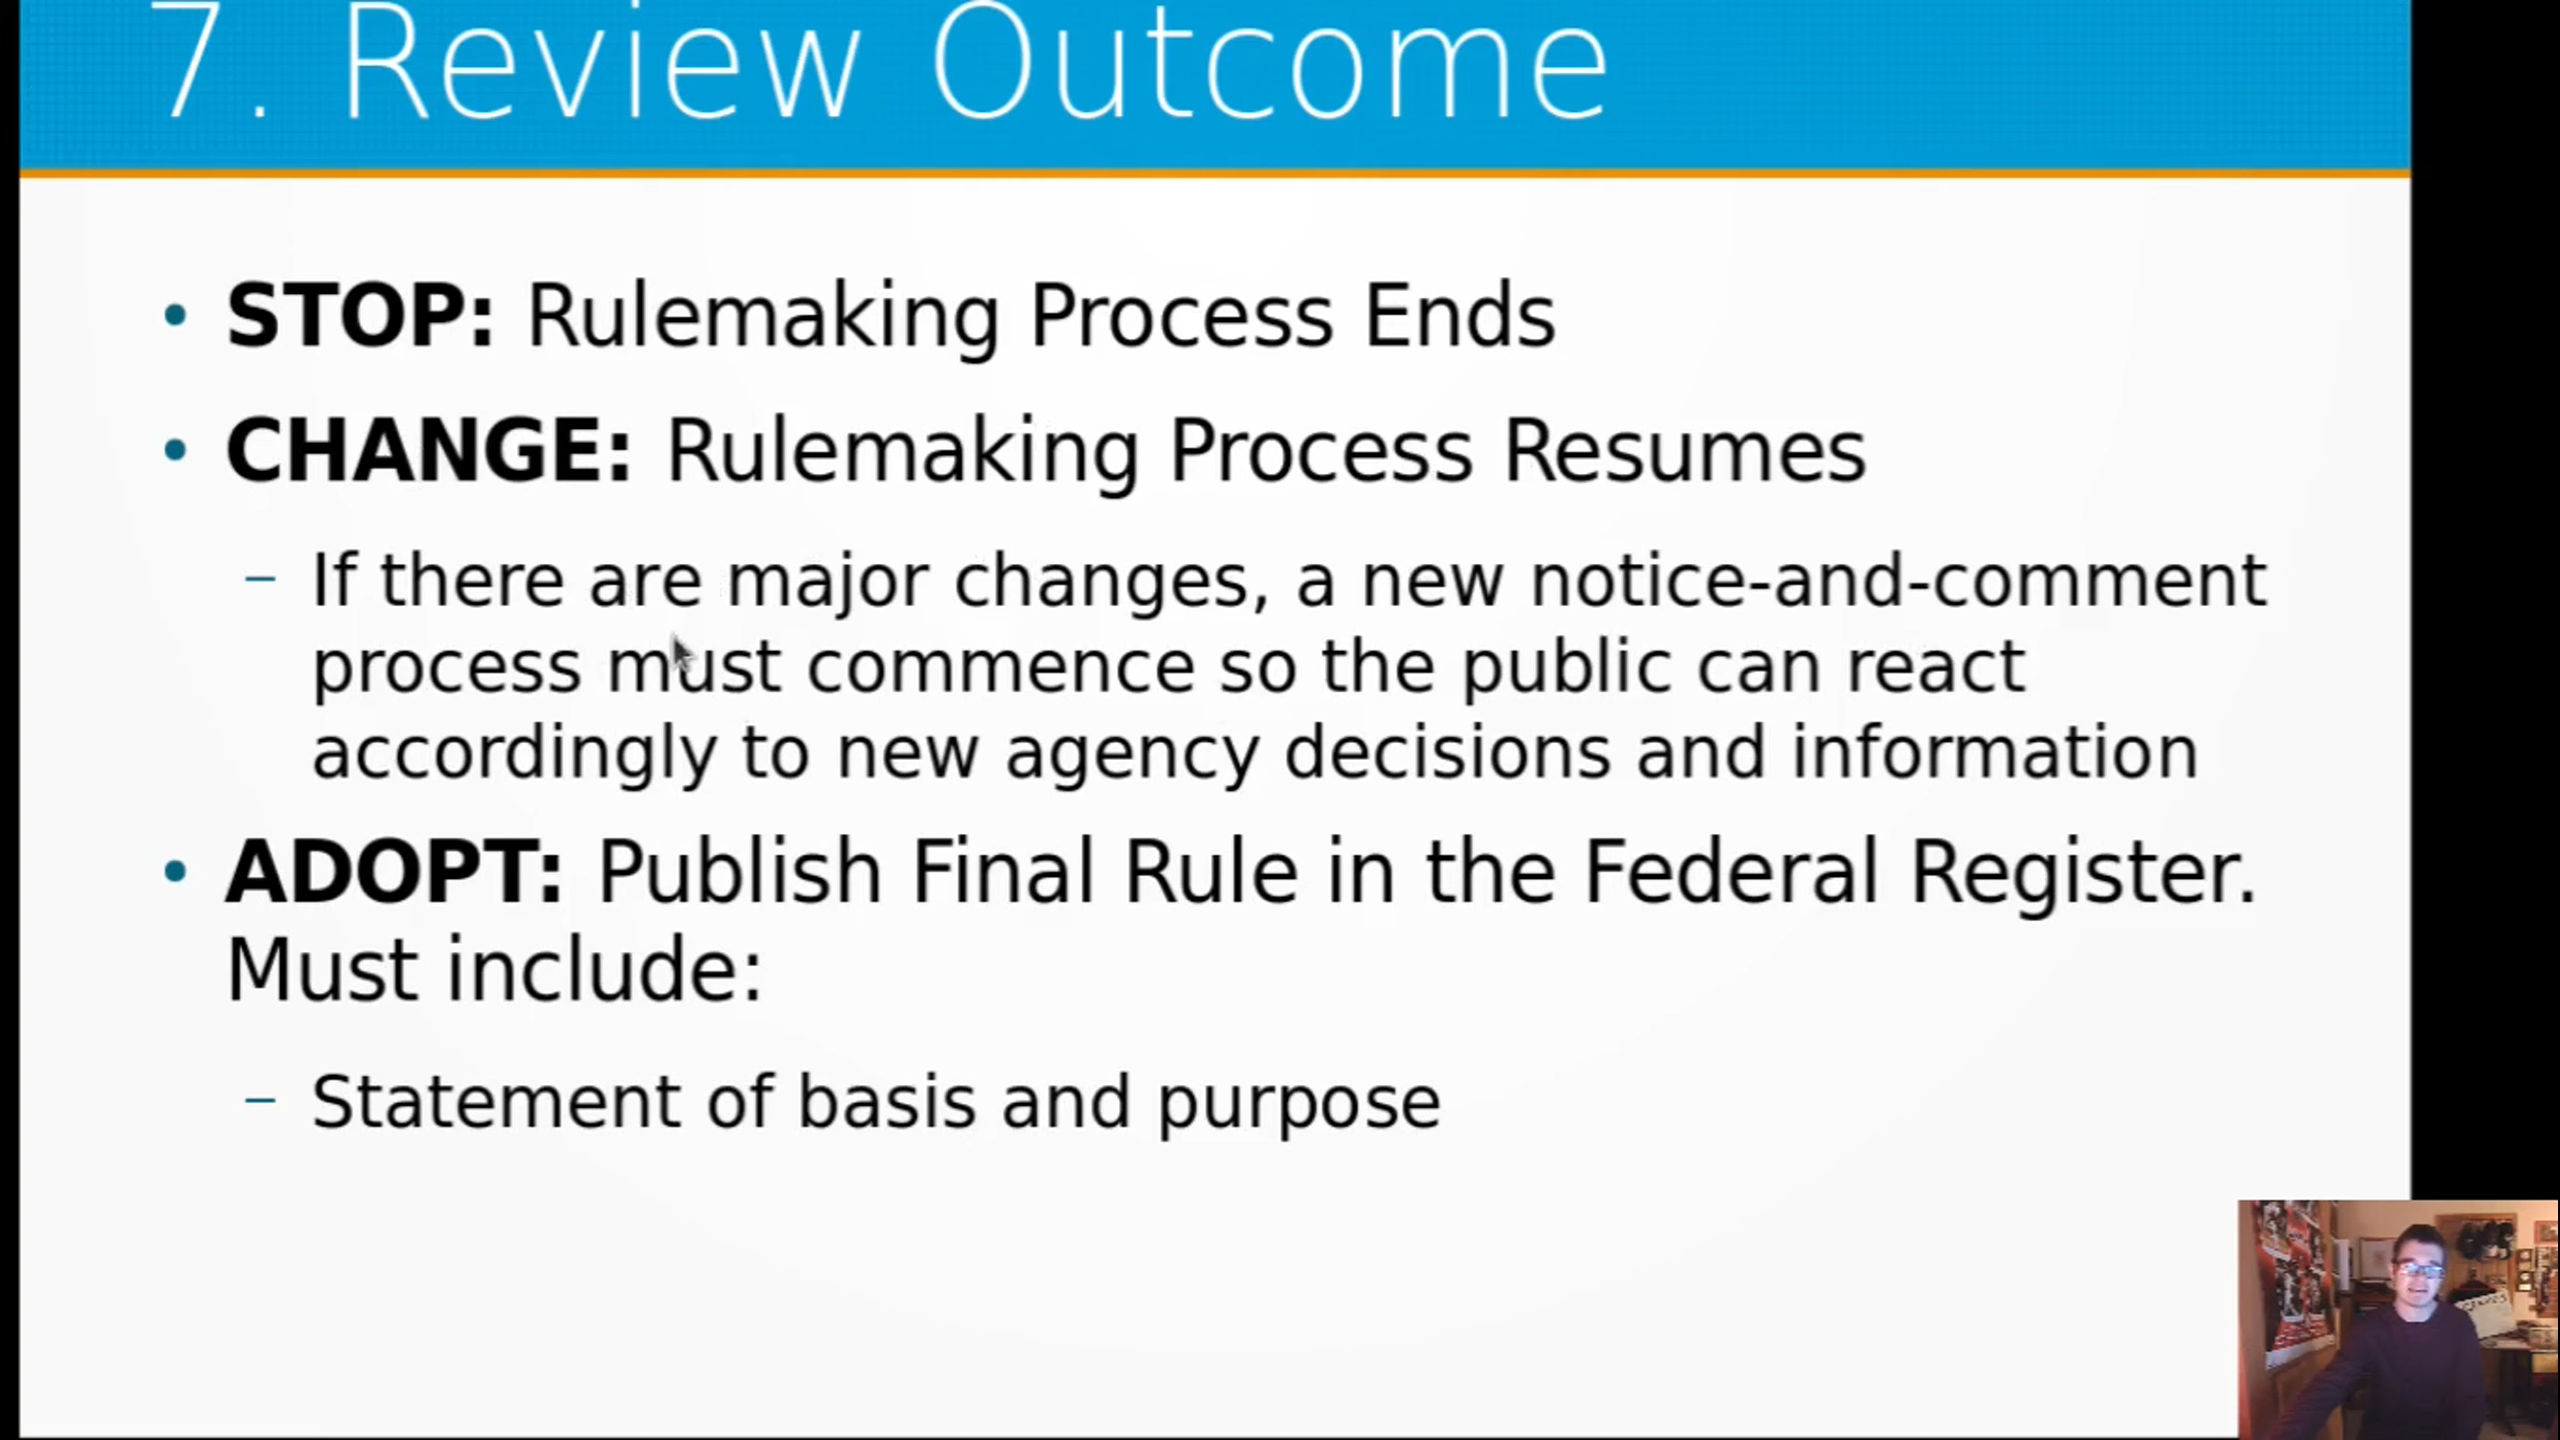 7. Review Outcome
• STOP: Rulemaking Process Ends
• CHANGE: Rulemaking Process Resumes
– If there are major changes, a new notice-and-comment
process must commence so the public can react
accordingly to new agency decisions and information
• ADOPT: Publish Final Rule in the Federal Register.
Must include:
– Statement of basis and purpose